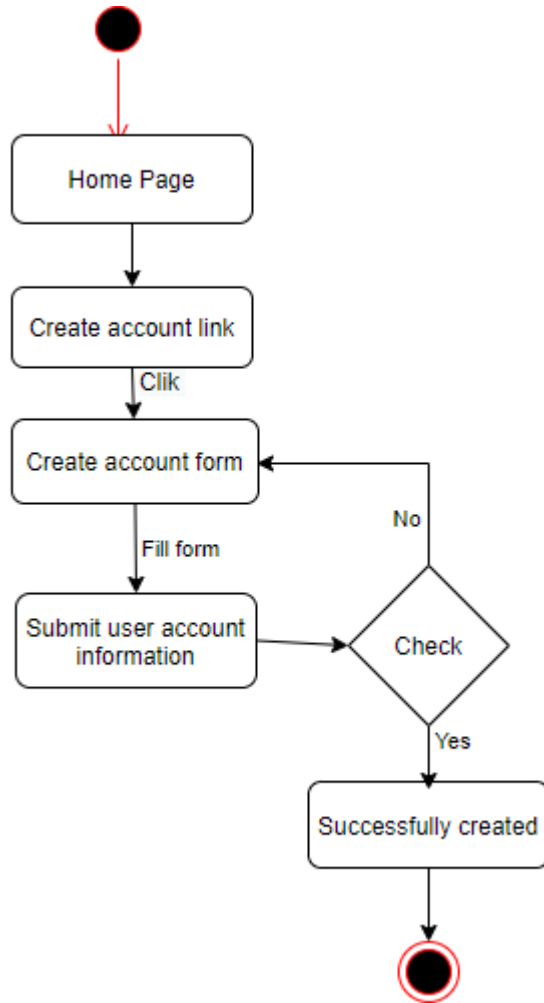 Home Page
Create account link
Clik
Create account form
No
Fill form
Submit user account
information
Check
Yes
Successfully created